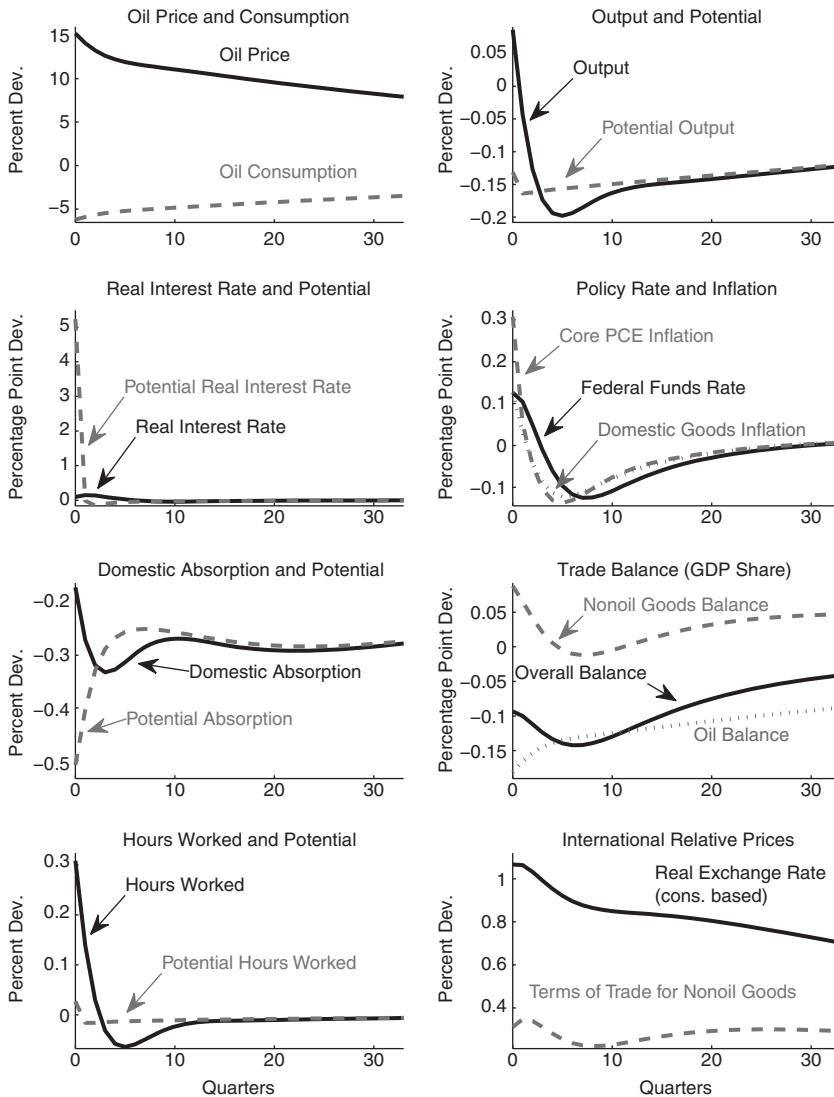 Oil Price and Consumption
Percent Dev.
15
10
5
0
−5
Oil Price
Oil Consumption
0 10 20 30
Output and Potential
Percent Dev.
0.05
0
−0.05
−0.1
−0.15
−0.2
Output
Potential Output
0 10 20 30
Real Interest Rate and Potential
Percentage Point Dev.
5
4
3
2
1
0
Potential Real Interest Rate
Real Interest Rate
0 10 20 30
Policy Rate and Inflation
Percentage Point Dev.
0.3
0.2
0.1
0
−0.1
Core PCE Inflation
Federal Funds Rate
Domestic Goods Inflation
0 10 20 30
Domestic Absorption and Potential
Percent Dev.
−0.2
−0.3
−0.4
−0.5
Domestic Absorption
Potential Absorption
0 10 20 30
Trade Balance (GDP Share)
Percentage Point Dev.
0.05
0
−0.05
−0.1
−0.15
Nonoil Goods Balance
Overall Balance
Oil Balance
0 10 20 30
Hours Worked and Potential
Percent Dev.
0.3
0.2
0.1
0
Hours Worked
Potential Hours Worked
0 10 20 30
Quarters
International Relative Prices
Percent Dev.
1
0.8
0.6
0.4
Real Exchange Rate
(cons. based)
Terms of Trade for Nonoil Goods
0 10 20 30
Quarters